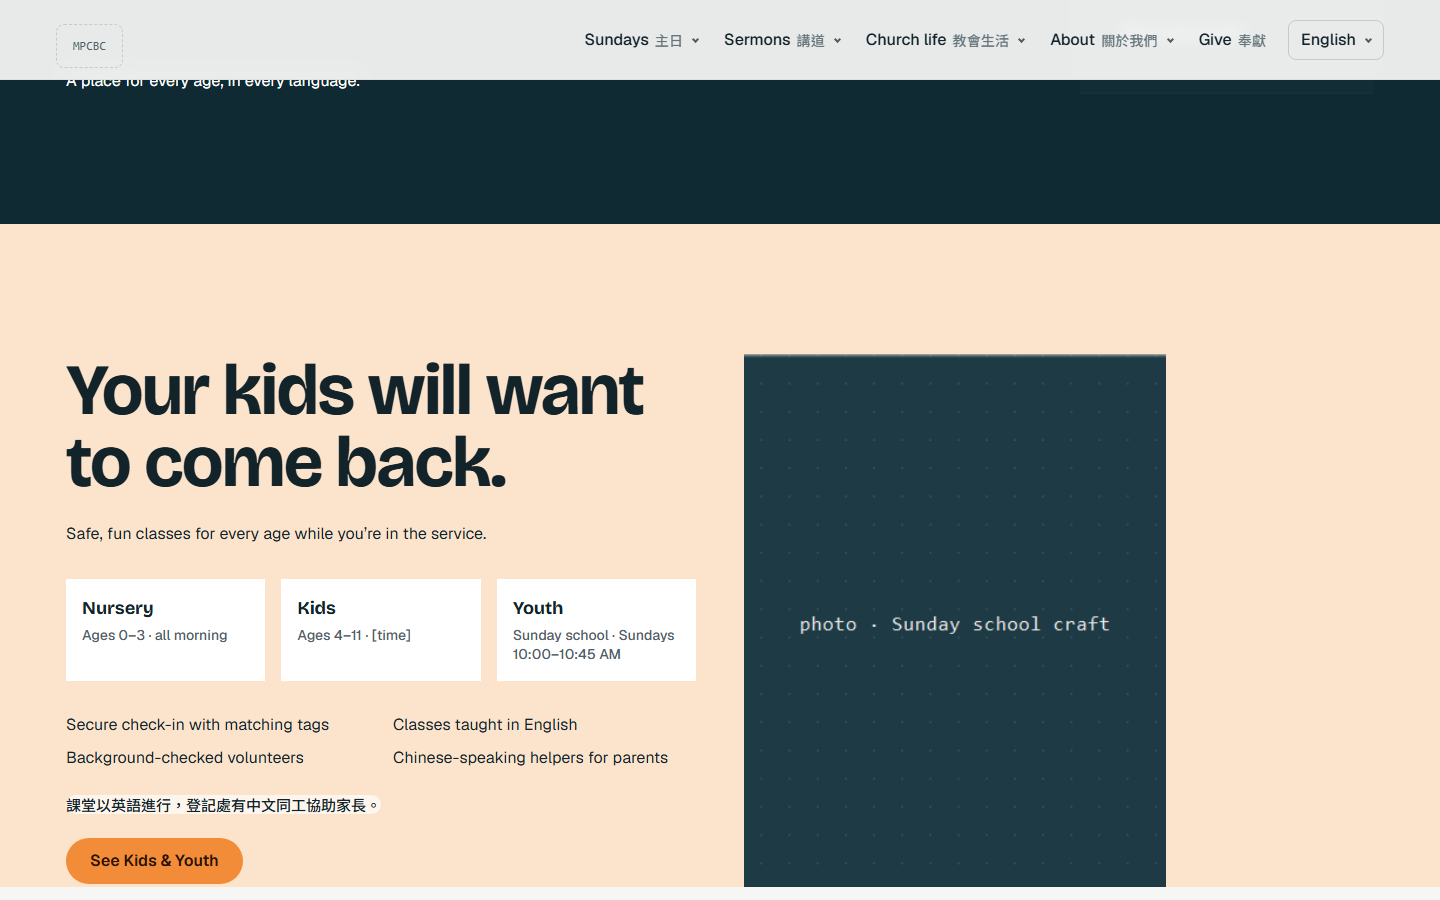 MPCBC
Sundays 主日
Sermons 講道
Church life 教會生活
About 關於我們
Give 奉獻
English
A place for every age, in every language.
Your kids will want
to come back.
Safe, fun classes for every age while you’re in the service.
Nursery
Ages 0–3 · all morning
Kids
Ages 4–11 · [time]
Youth
Sunday school · Sundays
10:00–10:45 AM
Secure check-in with matching tags
Classes taught in English
Background-checked volunteers
Chinese-speaking helpers for parents
課堂以英語進行，登記處有中文同工協助家長。
See Kids & Youth
photo · Sunday school craft